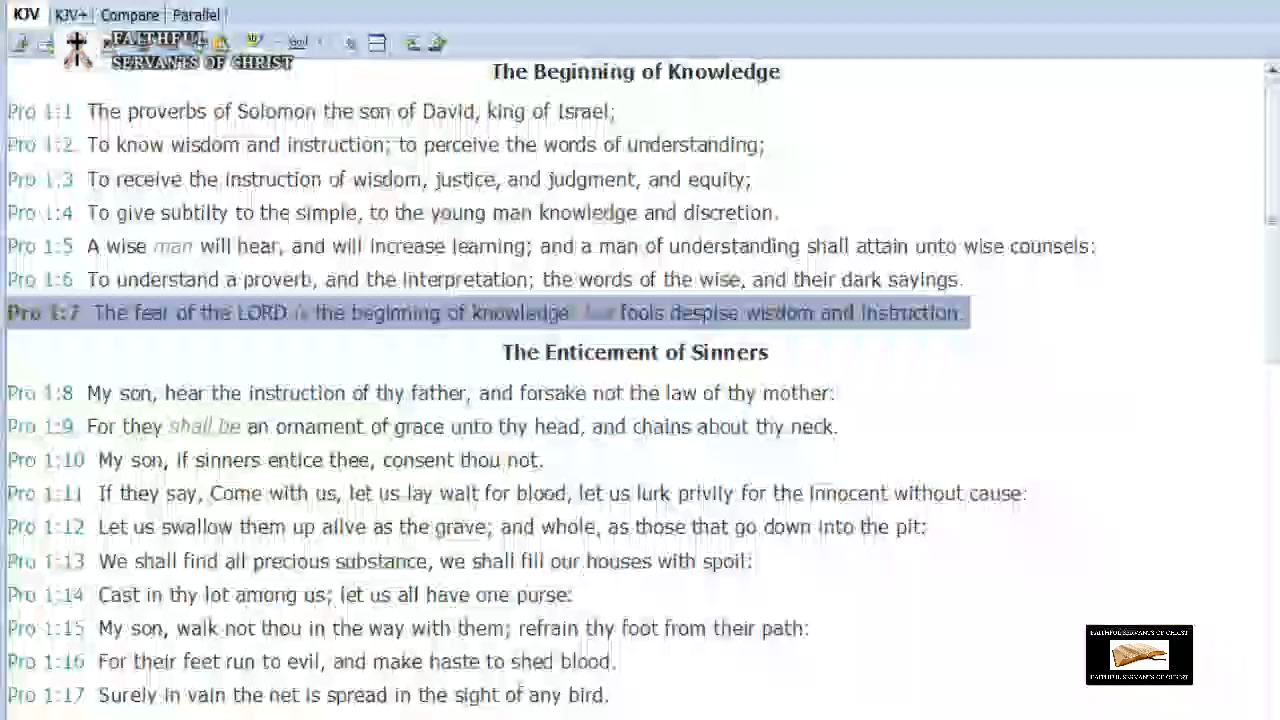 KJV KJV+ Compare Parallel
FAITHFUL
SERVANTS OF CHRIST
The Beginning of Knowledge
Pro 1:1 The proverbs of Solomon the son of David, king of Israel;
Pro 1:2 To know wisdom and instruction; to perceive the words of understanding;
Pro 1:3 To receive the instruction of wisdom, justice, and judgment, and equity;
Pro 1:4 To give subtilty to the simple, to the young man knowledge and discretion.
Pro 1:5 A wise man will hear, and will increase learning; and a man of understanding shall attain unto wise counsels:
Pro 1:6 To understand a proverb, and the interpretation; the words of the wise, and their dark sayings.
Pro 1:7 The fear of the LORD is the beginning of knowledge fools despise wisdom and instruction.
The Enticement of Sinners
Pro 1:8 My son, hear the instruction of thy father, and forsake not the law of thy mother:
Pro 1:9 For they shall be an ornament of grace unto thy head, and chains about thy neck.
Pro 1:10 My son, if sinners entice thee, consent thou not.
Pro 1:11 If they say, Come with us, let us lay wait for blood, let us lurk privily for the innocent without cause:
Pro 1:12 Let us swallow them up alive as the grave; and whole, as those that go down into the pit:
Pro 1:13 We shall find all precious substance, we shall fill our houses with spoil:
Pro 1:14 Cast in thy lot among us; let us all have one purse:
Pro 1:15 My son, walk not thou in the way with them; refrain thy foot from their path:
Pro 1:16 For their feet run to evil, and make haste to shed blood.
Pro 1:17 Surely in vain the net is spread in the sight of any bird.
FAITHFUL SERVANTS OF CHRIST
FAITHFUL SERVANTS OF CHRIST